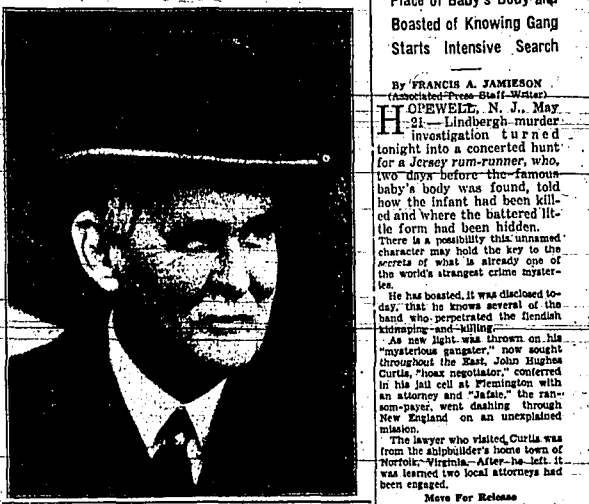 Place of Baby's Body and
Boasted of Knowing Gang
Starts Intensive Search
By FRANCIS A. JAMIESON
(Associated Press Staff Writer)
HOPEWELL, N. J., May
21—Lindbergh murder
investigation turned
tonight into a concerted hunt
for a Jersey rum-runner, who,
two days before the famous
baby's body was found, told
how the infant had been kill-
ed and where the battered lit-
tle form had been hidden.
There is a possibility this unnamed
character may hold the key to the
secrets of what is already one of
the world's strangest crime myster-
ies.
He has boasted, it was disclosed to-
day, that he knows several of the
band who perpetrated the fiendish
kidnaping and killing.
As new light was thrown on his
"mysterious gangster," now sought
throughout the East, John Hughes
Curtis, "hoax negotiator," conferred
in his jail cell at Flemington with
an attorney and "Jafsie," the ran-
som-payer, went dashing through
New England on an unexplained
mission.
The lawyer who visited Curtis was
from the shipbuilder's home town of
Norfolk, Virginia. After he left it
was learned two local attorneys had
been engaged.
Move For Release